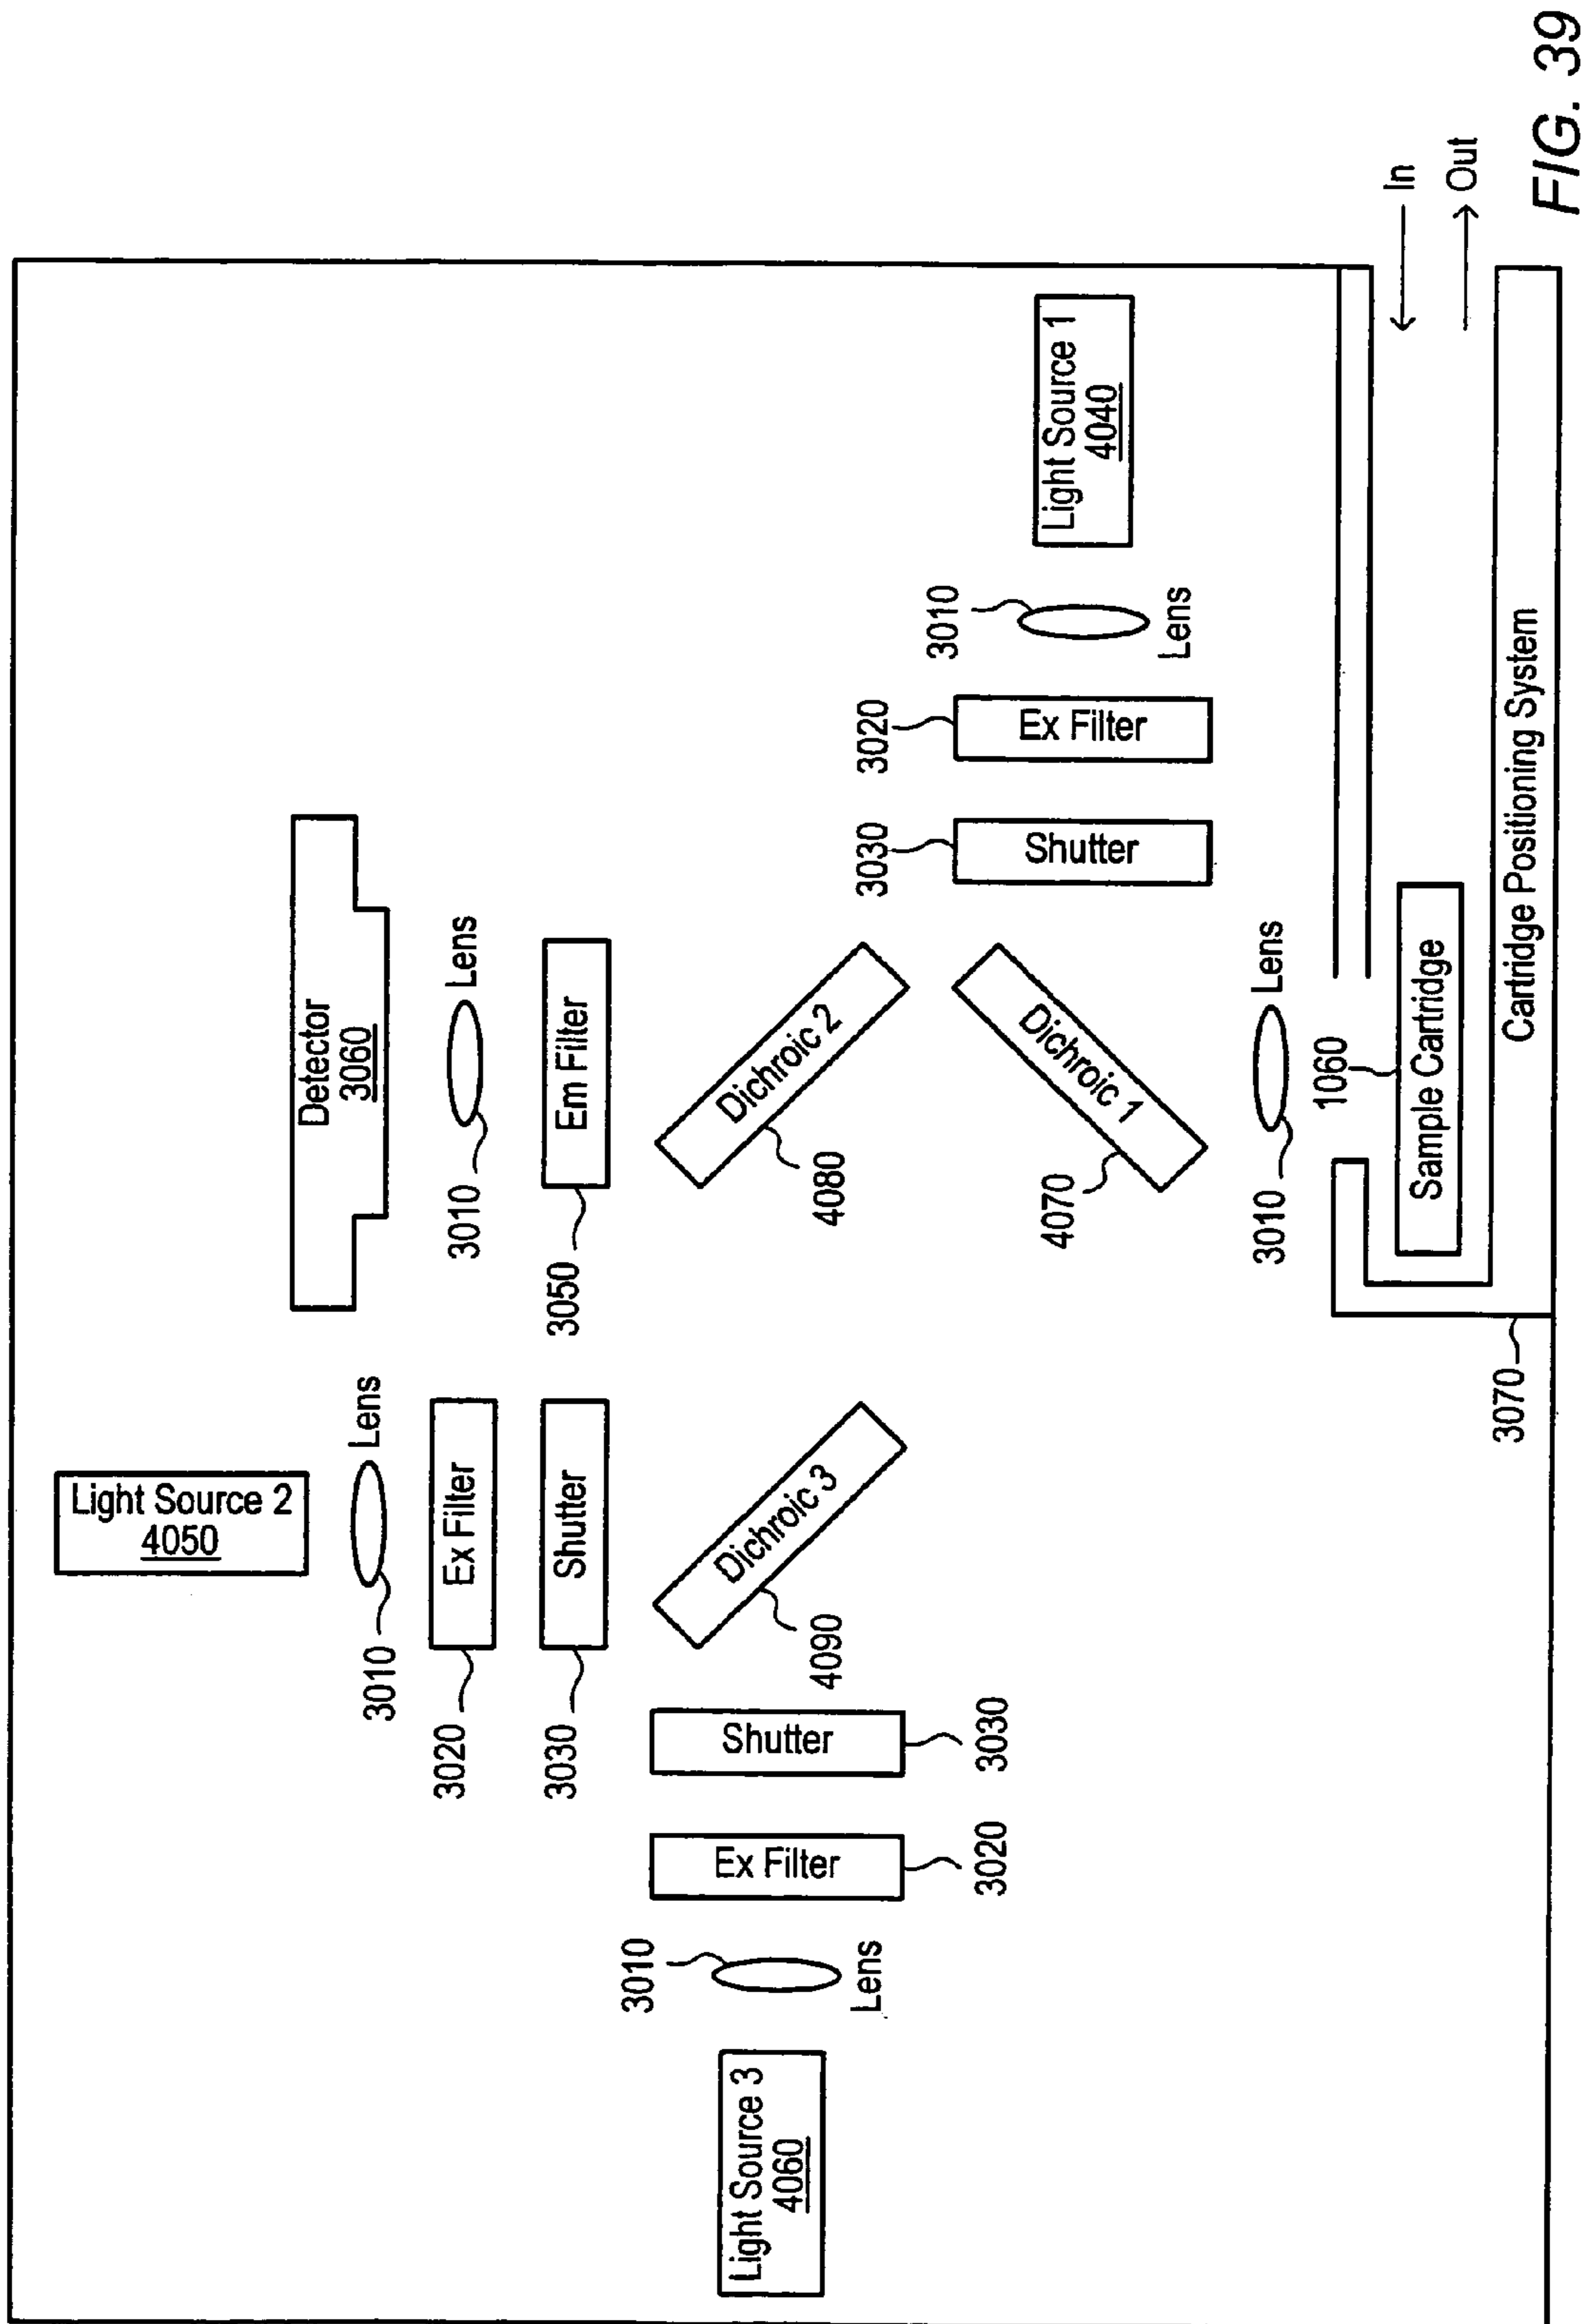 Light Source 2
4050
3010
Lens
Ex Filter
3020
Shutter
3030
Dichroic 3
4090
Shutter
3030
Ex Filter
3020
3010
Lens
Light Source 3
4060
Detector
3060
3010
Lens
Em Filter
3050
Dichroic 2
4080
Dichroic 1
4070
3030
Shutter
3020
Ex Filter
3010
Lens
Light Source 1
4040
3010
Lens
1060
Sample Cartridge
Cartridge Positioning System
3070
In
Out
FIG. 39